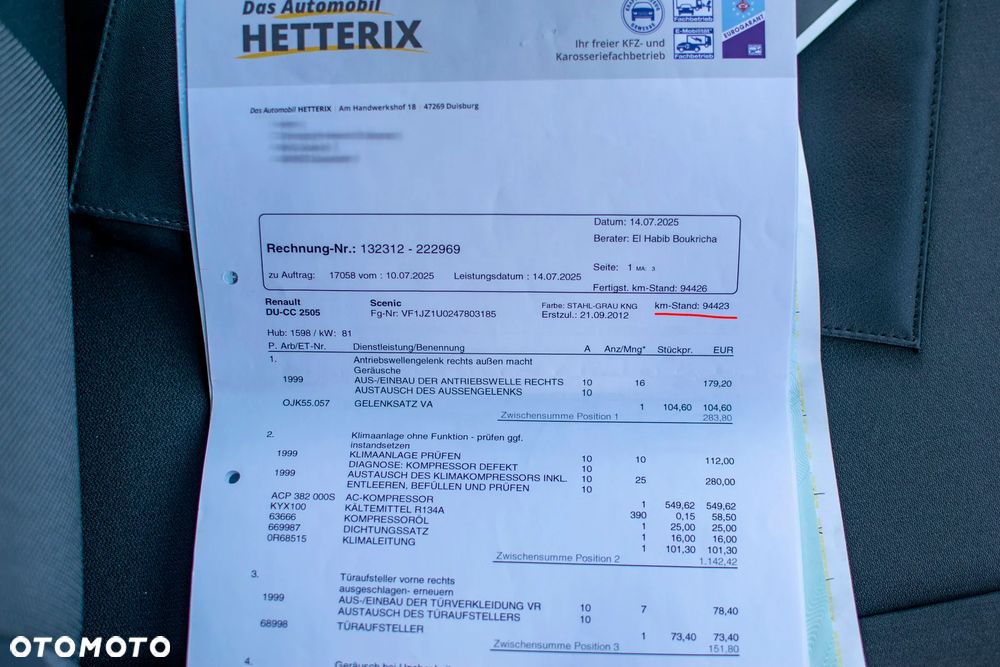 Das Automobil
HETTERIX
Ihr freier KFZ- und
Karosseriefachbetrieb
Fachbetrieb
E-Mobilität
Fachbetrieb
EUROGARANT
Das Automobil HETTERIX Am Handwerkshof 18 47269 Duisburg
Datum: 14.07.2025
Berater: El Habib Boukricha
Rechnung-Nr.: 132312 - 222969
zu Auftrag: 17058 vom : 10.07.2025 Leistungsdatum : 14.07.2025 Seite: 1 MA: 3
Fertigst. km-Stand: 94426
Renault Scenic Farbe: STAHL-GRAU KNG km-Stand: 94423
DU-CC 2505 Fg-Nr: VF1JZ1U0247803185 Erstzul.: 21.09.2012
Hub: 1598 / kW: 81
P. Arb/ET-Nr. Dienstleistung/Benennung A Anz/Mng* Stückpr. EUR
1. Antriebswellengelenk rechts außen macht
Geräusche
1999 AUS-/EINBAU DER ANTRIEBSWELLE RECHTS 10 16 179,20
AUSTAUSCH DES AUSSENGELENKS 10
OJK55.057 GELENKSATZ VA 1 104,60 104,60
Zwischensumme Position 1 283,80
2. Klimaanlage ohne Funktion - prüfen ggf.
instandsetzen
1999 KLIMAANLAGE PRÜFEN 10 10 112,00
DIAGNOSE: KOMPRESSOR DEFEKT 10
1999 AUSTAUSCH DES KLIMAKOMPRESSORS INKL. 10 25 280,00
ENTLEEREN, BEFÜLLEN UND PRÜFEN 10
ACP 382 000S AC-KOMPRESSOR 1 549,62 549,62
KYX100 KÄLTEMITTEL R134A 390 0,15 58,50
63666 KOMPRESSORÖL 1 25,00 25,00
669987 DICHTUNGSSATZ 1 16,00 16,00
0R68515 KLIMALEITUNG 1 101,30 101,30
Zwischensumme Position 2 1.142,42
3. Türaufsteller vorne rechts
ausgeschlagen- erneuern
1999 AUS-/EINBAU DER TÜRVERKLEIDUNG VR 10 7 78,40
AUSTAUSCH DES TÜRAUFSTELLERS 10
68998 TÜRAUFSTELLER 1 73,40 73,40
Zwischensumme Position 3 151,80
4.
OTOMOTO